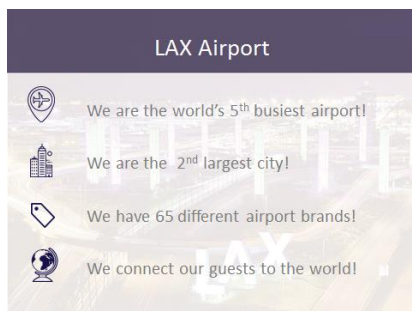 LAX Airport
We are the world's 5th busiest airport!
We are the 2nd largest city!
We have 65 different airport brands!
We connect our guests to the world!
LAX